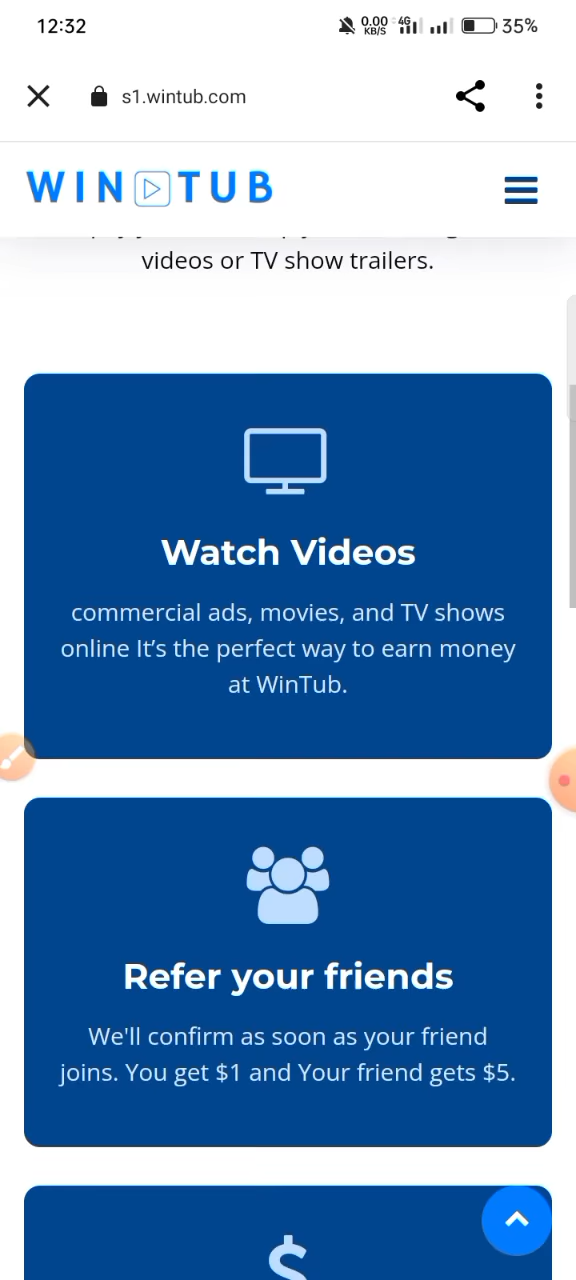 12:32
0.00 KB/S 4G 35%
s1.wintub.com
WIN TUB
videos or TV show trailers.
Watch Videos
commercial ads, movies, and TV shows
online It’s the perfect way to earn money
at WinTub.
Refer your friends
We'll confirm as soon as your friend
joins. You get $1 and Your friend gets $5.
$